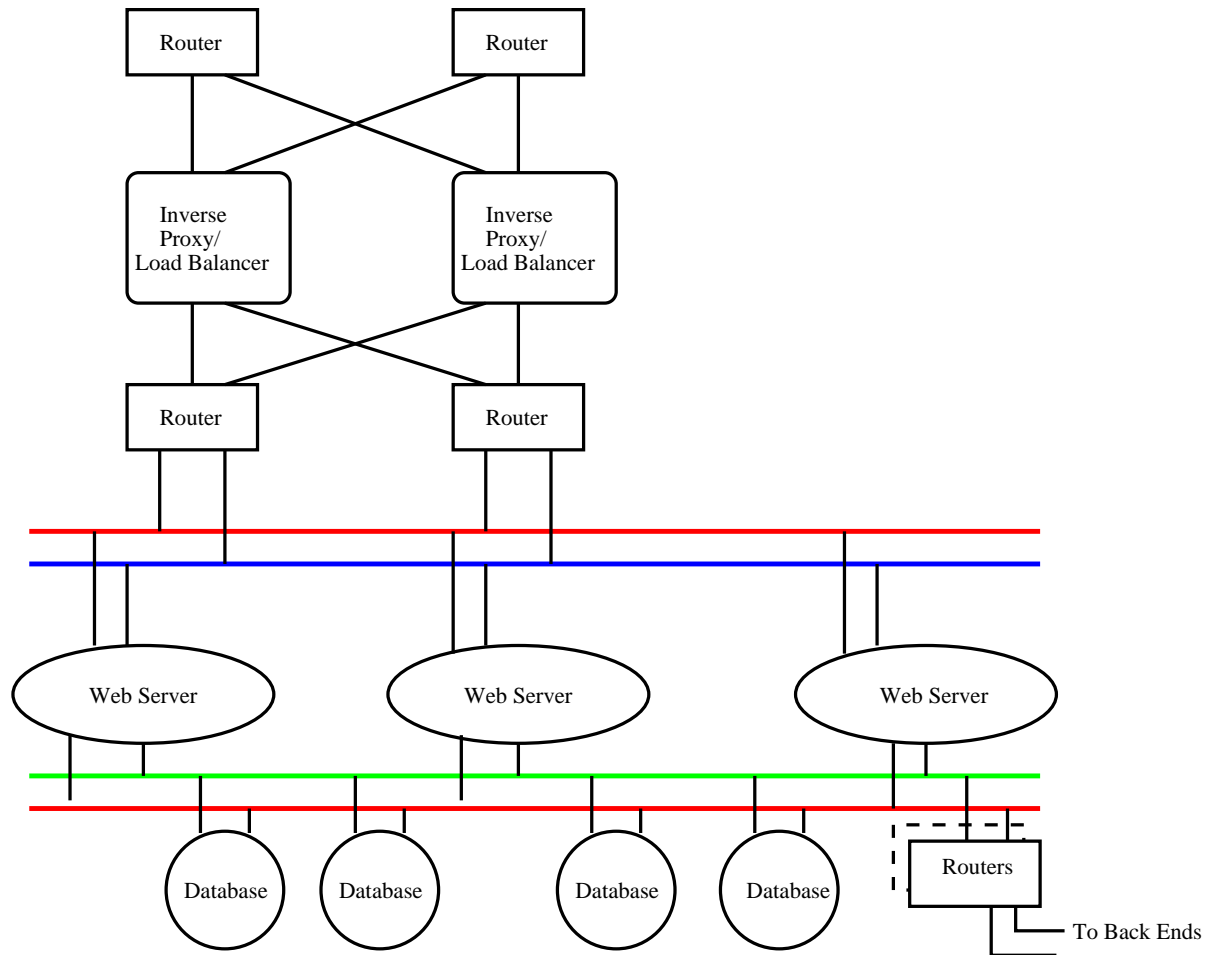 Router
Router
Inverse
Proxy/
Load Balancer
Inverse
Proxy/
Load Balancer
Router
Router
Web Server
Web Server
Web Server
Database
Database
Database
Database
Routers
To Back Ends